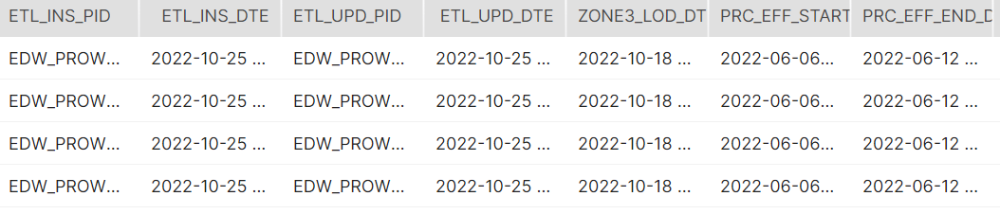 ETL_INS_PID ETL_INS_DTE ETL_UPD_PID ETL_UPD_DTE ZONE3_LOD_DT PRC_EFF_START PRC_EFF_END_D
EDW_PROW... 2022-10-25 ... EDW_PROW... 2022-10-25 ... 2022-10-18 ... 2022-06-06... 2022-06-12 ...
EDW_PROW... 2022-10-25 ... EDW_PROW... 2022-10-25 ... 2022-10-18 ... 2022-06-06... 2022-06-12 ...
EDW_PROW... 2022-10-25 ... EDW_PROW... 2022-10-25 ... 2022-10-18 ... 2022-06-06... 2022-06-12 ...
EDW_PROW... 2022-10-25 ... EDW_PROW... 2022-10-25 ... 2022-10-18 ... 2022-06-06... 2022-06-12 ...